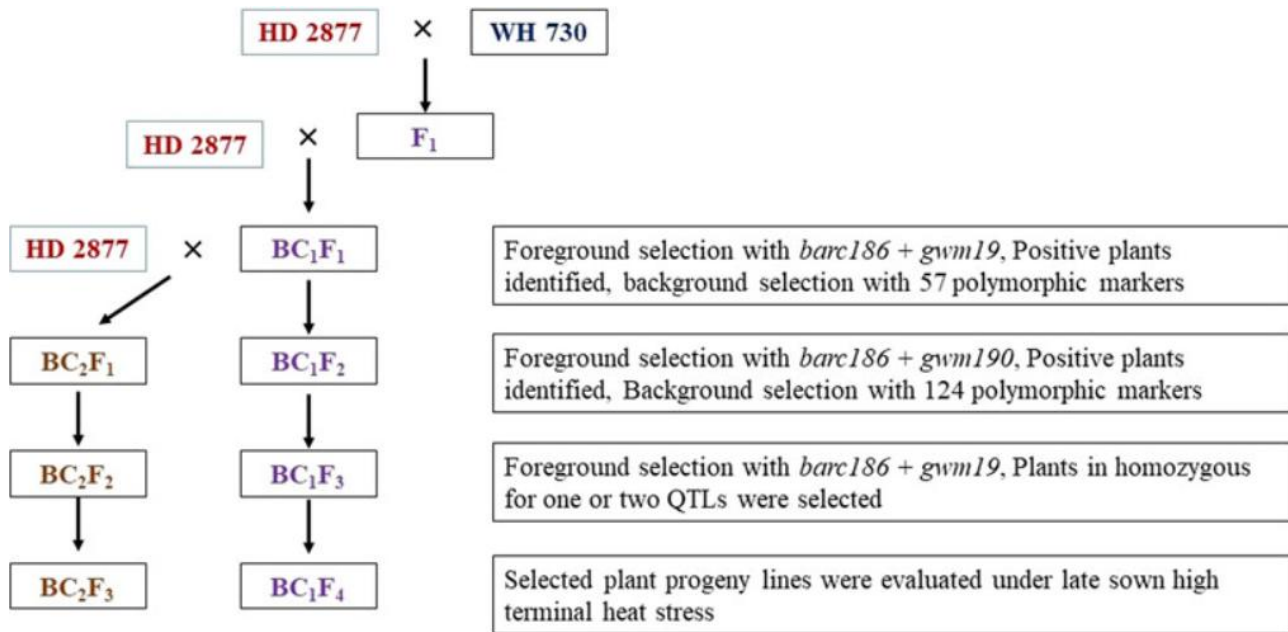 HD 2877 × WH 730
HD 2877 × F₁
HD 2877 × BC₁F₁
Foreground selection with barc186 + gwm19, Positive plants
identified, background selection with 57 polymorphic markers
BC₂F₁ BC₁F₂
Foreground selection with barc186 + gwm190, Positive plants
identified, Background selection with 124 polymorphic markers
BC₂F₂ BC₁F₃
Foreground selection with barc186 + gwm19, Plants in homozygous
for one or two QTLs were selected
BC₂F₃ BC₁F₄
Selected plant progeny lines were evaluated under late sown high
terminal heat stress